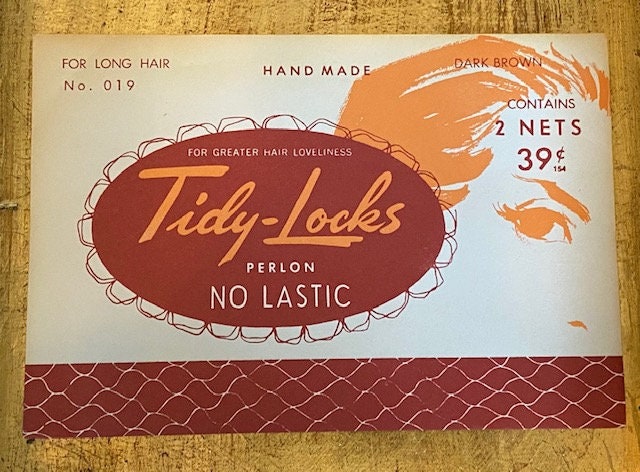 FOR LONG HAIR
No. 019
HAND MADE
DARK BROWN
CONTAINS
2 NETS
39¢
154
FOR GREATER HAIR LOVELINESS
Tidy-Locks
PERLON
NO LASTIC